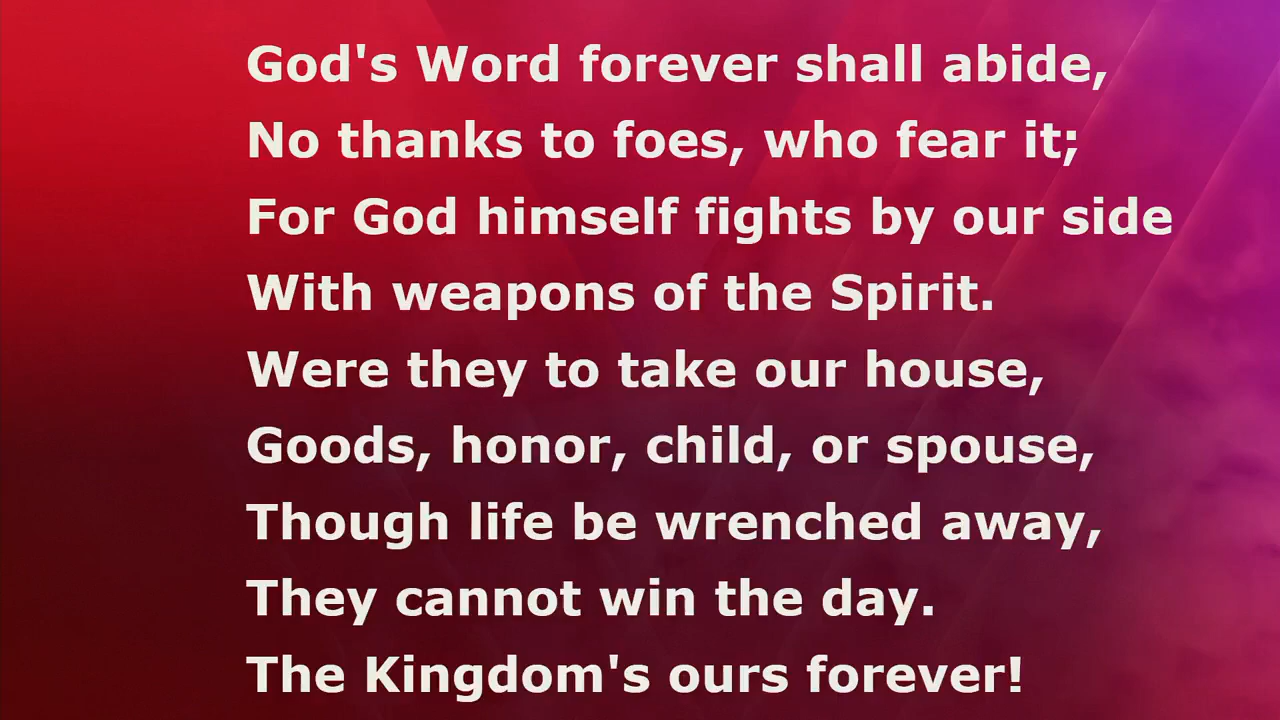 God's Word forever shall abide,
No thanks to foes, who fear it;
For God himself fights by our side
With weapons of the Spirit.
Were they to take our house,
Goods, honor, child, or spouse,
Though life be wrenched away,
They cannot win the day.
The Kingdom's ours forever!